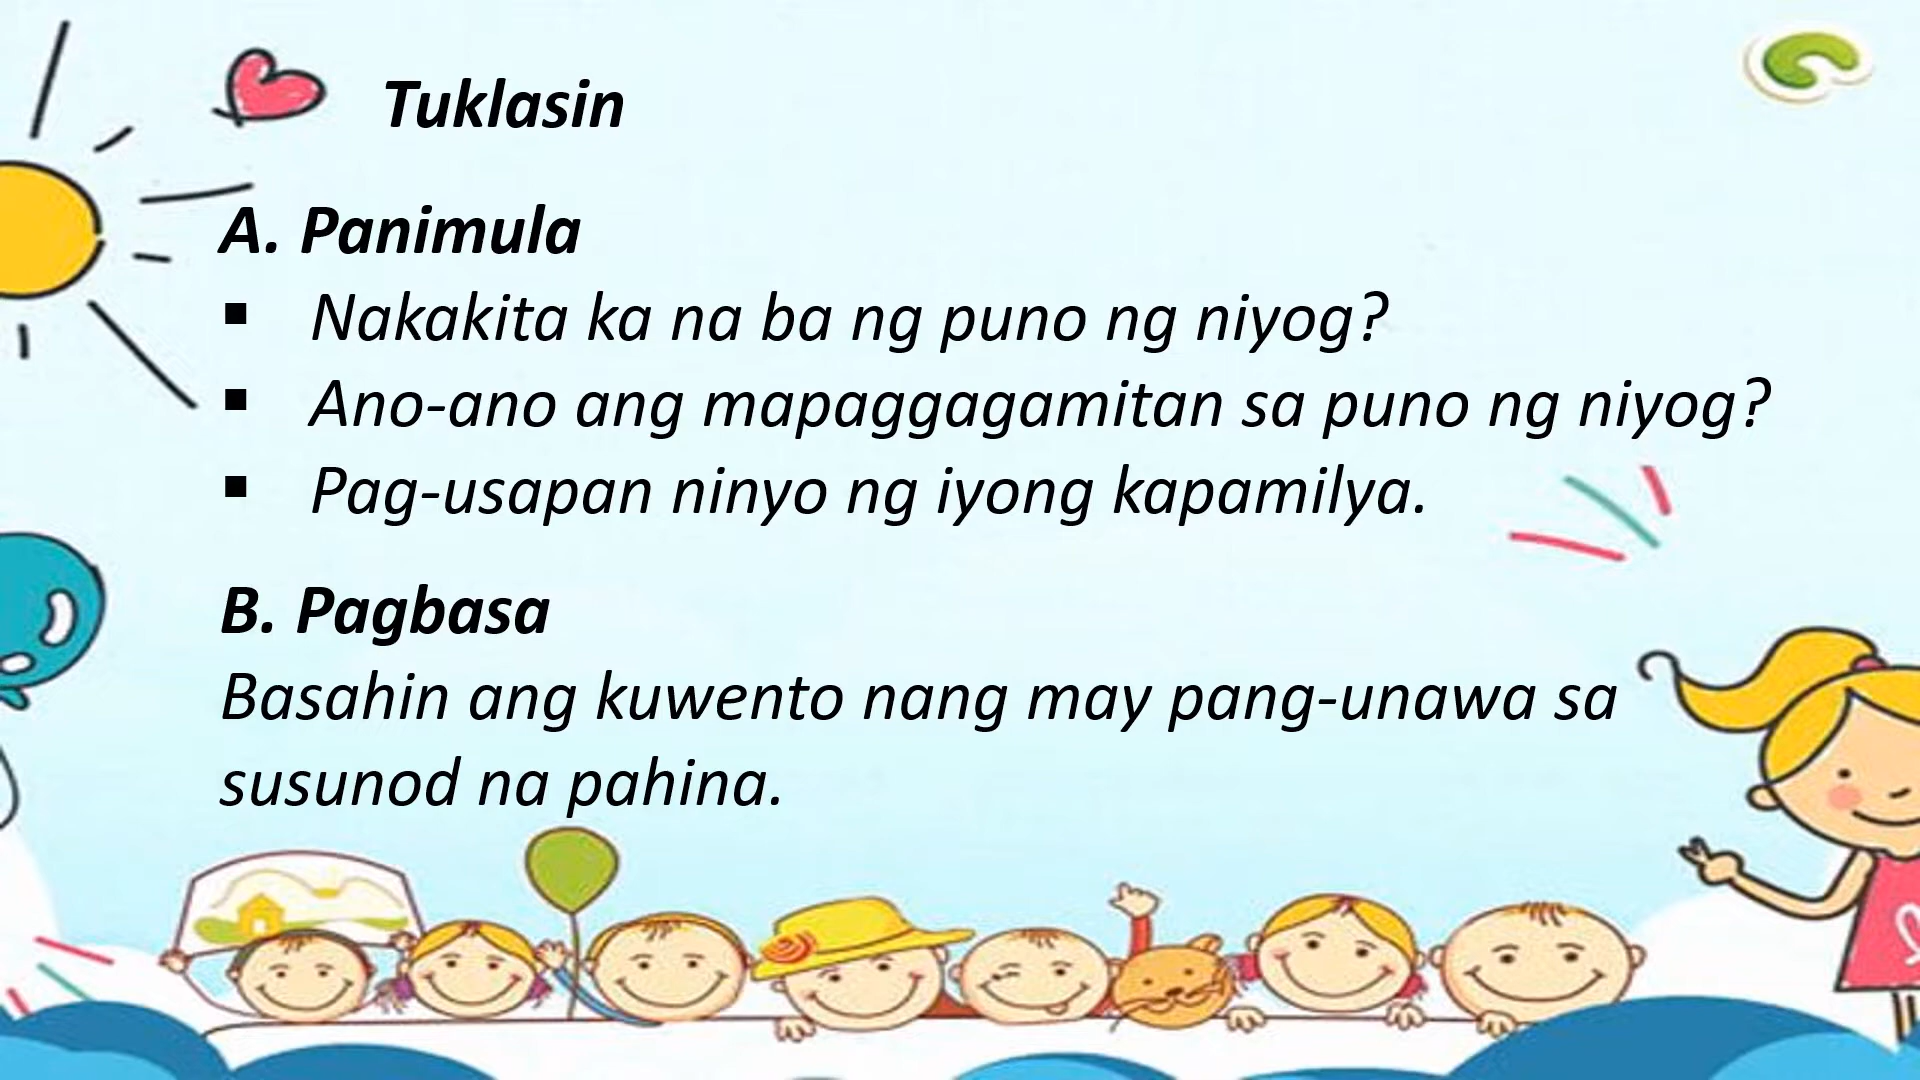 Tuklasin
A. Panimula
▪ Nakakita ka na ba ng puno ng niyog?
▪ Ano-ano ang mapaggagamitan sa puno ng niyog?
▪ Pag-usapan ninyo ng iyong kapamilya.
B. Pagbasa
Basahin ang kuwento nang may pang-unawa sa
susunod na pahina.